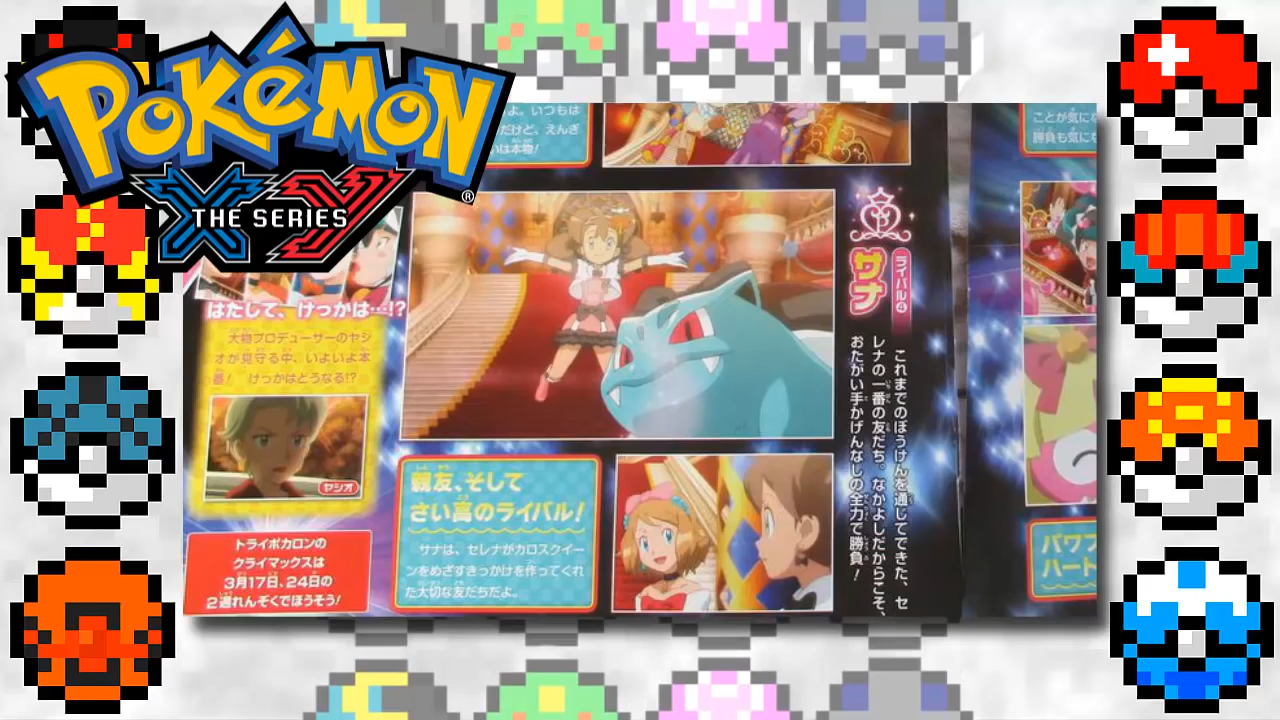 POKéMON
XY
THE SERIES
®
よ。いつもは
だけど、えんぎ
いは本物!
ことが気にな
勝負も気にな
はたして、けっかは…!?
大物プロデューサーのヤシ
オが見守る中、いよいよ本
番! けっかはどうなる!?
ヤシオ
トライポカロンの
クライマックスは
3月17日、24日の
2週れんぞくでほうそう!
親友、そして
さい高のライバル!
サナは、セレナがカロスクイー
ンをめざすきっかけを作ってくれ
た大切な友だちだよ。
ライバル④
サナ
これまでのぼうけんを通じてできた、セ
レナの一番の友だち。なかよしだからこそ、
おたがい手かげんなしの全力で勝負!
パワフ
ハート